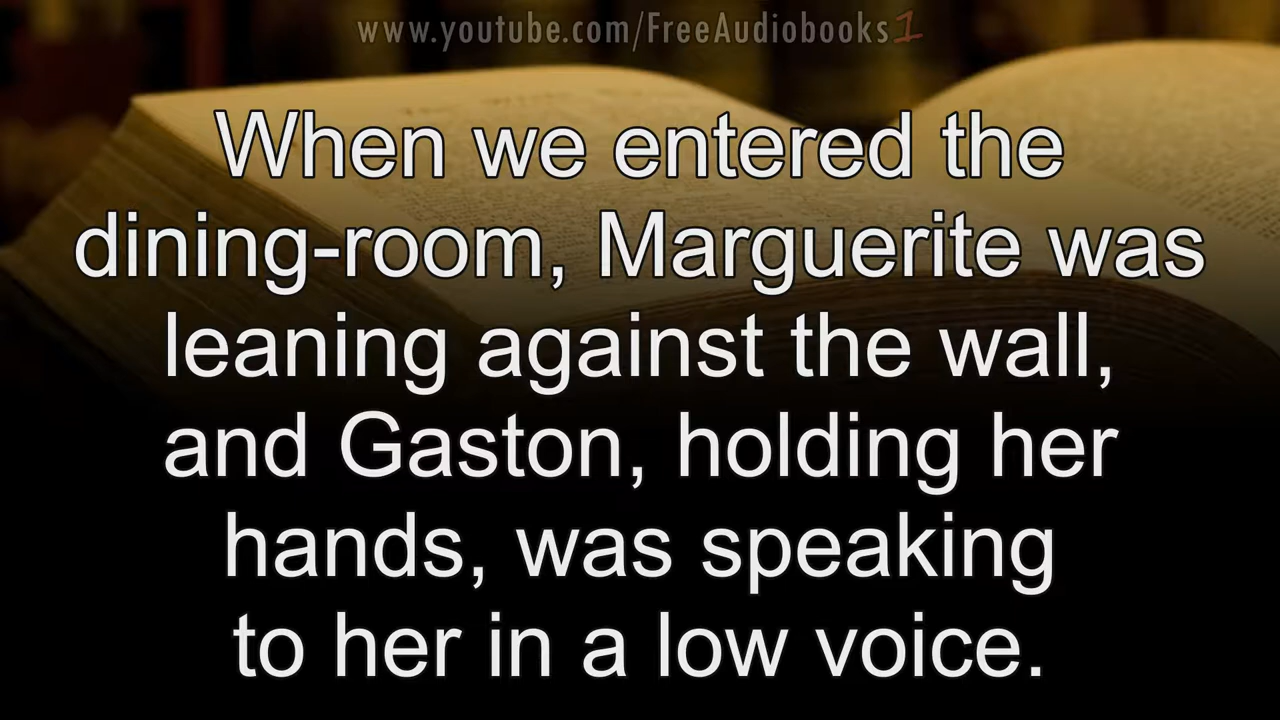 www.youtube.com/FreeAudiobooks1
When we entered the
dining-room, Marguerite was
leaning against the wall,
and Gaston, holding her
hands, was speaking
to her in a low voice.